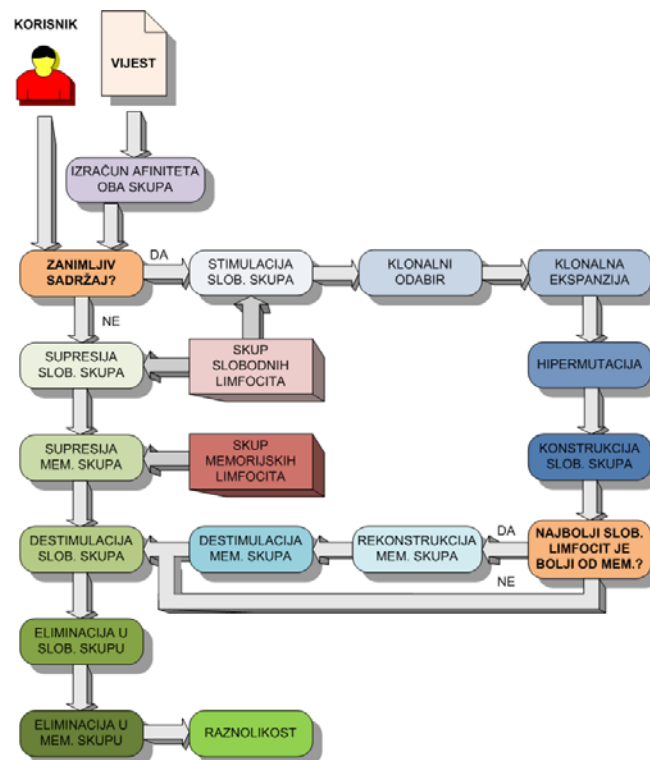 KORISNIK
VIJEST
IZRAČUN AFINITETA
OBA SKUPA
ZANIMLJIV
SADRŽAJ?
DA
STIMULACIJA
SLOB. SKUPA
KLONALNI
ODABIR
KLONALNA
EKSPANZIJA
NE
SUPRESIJA
SLOB. SKUPA
SKUP
SLOBODNIH
LIMFOCITA
HIPERMUTACIJA
SUPRESIJA
MEM. SKUPA
SKUP
MEMORIJSKIH
LIMFOCITA
KONSTRUKCIJA
SLOB. SKUPA
DESTIMULACIJA
SLOB. SKUPA
DESTIMULACIJA
MEM. SKUPA
REKONSTRUKCIJA
MEM. SKUPA
DA
NAJBOLJI SLOB.
LIMFOCIT JE
BOLJI OD MEM.?
NE
ELIMINACIJA U
SLOB. SKUPU
ELIMINACIJA U
MEM. SKUPU
RAZNOLIKOST